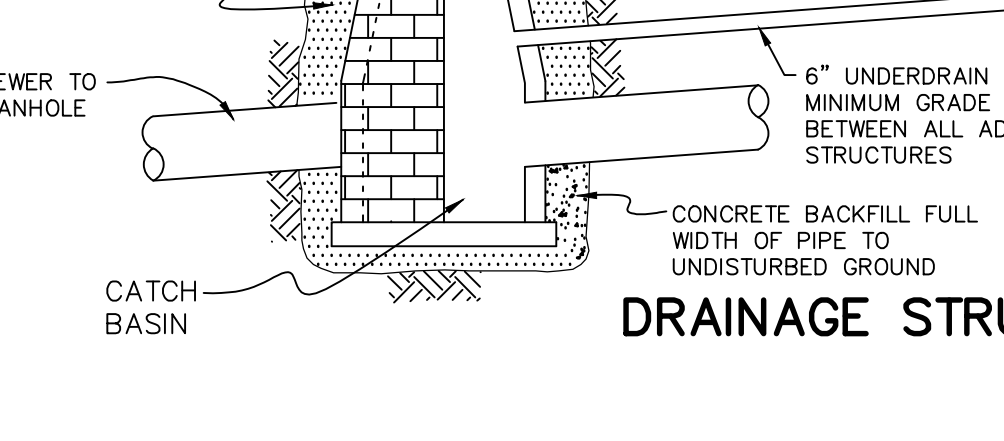 EWER TO
ANHOLE
6” UNDERDRAIN
MINIMUM GRADE
BETWEEN ALL AD
STRUCTURES
CONCRETE BACKFILL FULL
WIDTH OF PIPE TO
UNDISTURBED GROUND
CATCH
BASIN
DRAINAGE STRU